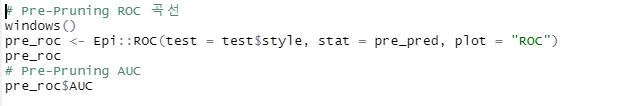 # Pre-Pruning ROC 곡선
windows()
pre_roc <- Epi::ROC(test = test$style, stat = pre_pred, plot = "ROC")
pre_roc
# Pre-Pruning AUC
pre_roc$AUC